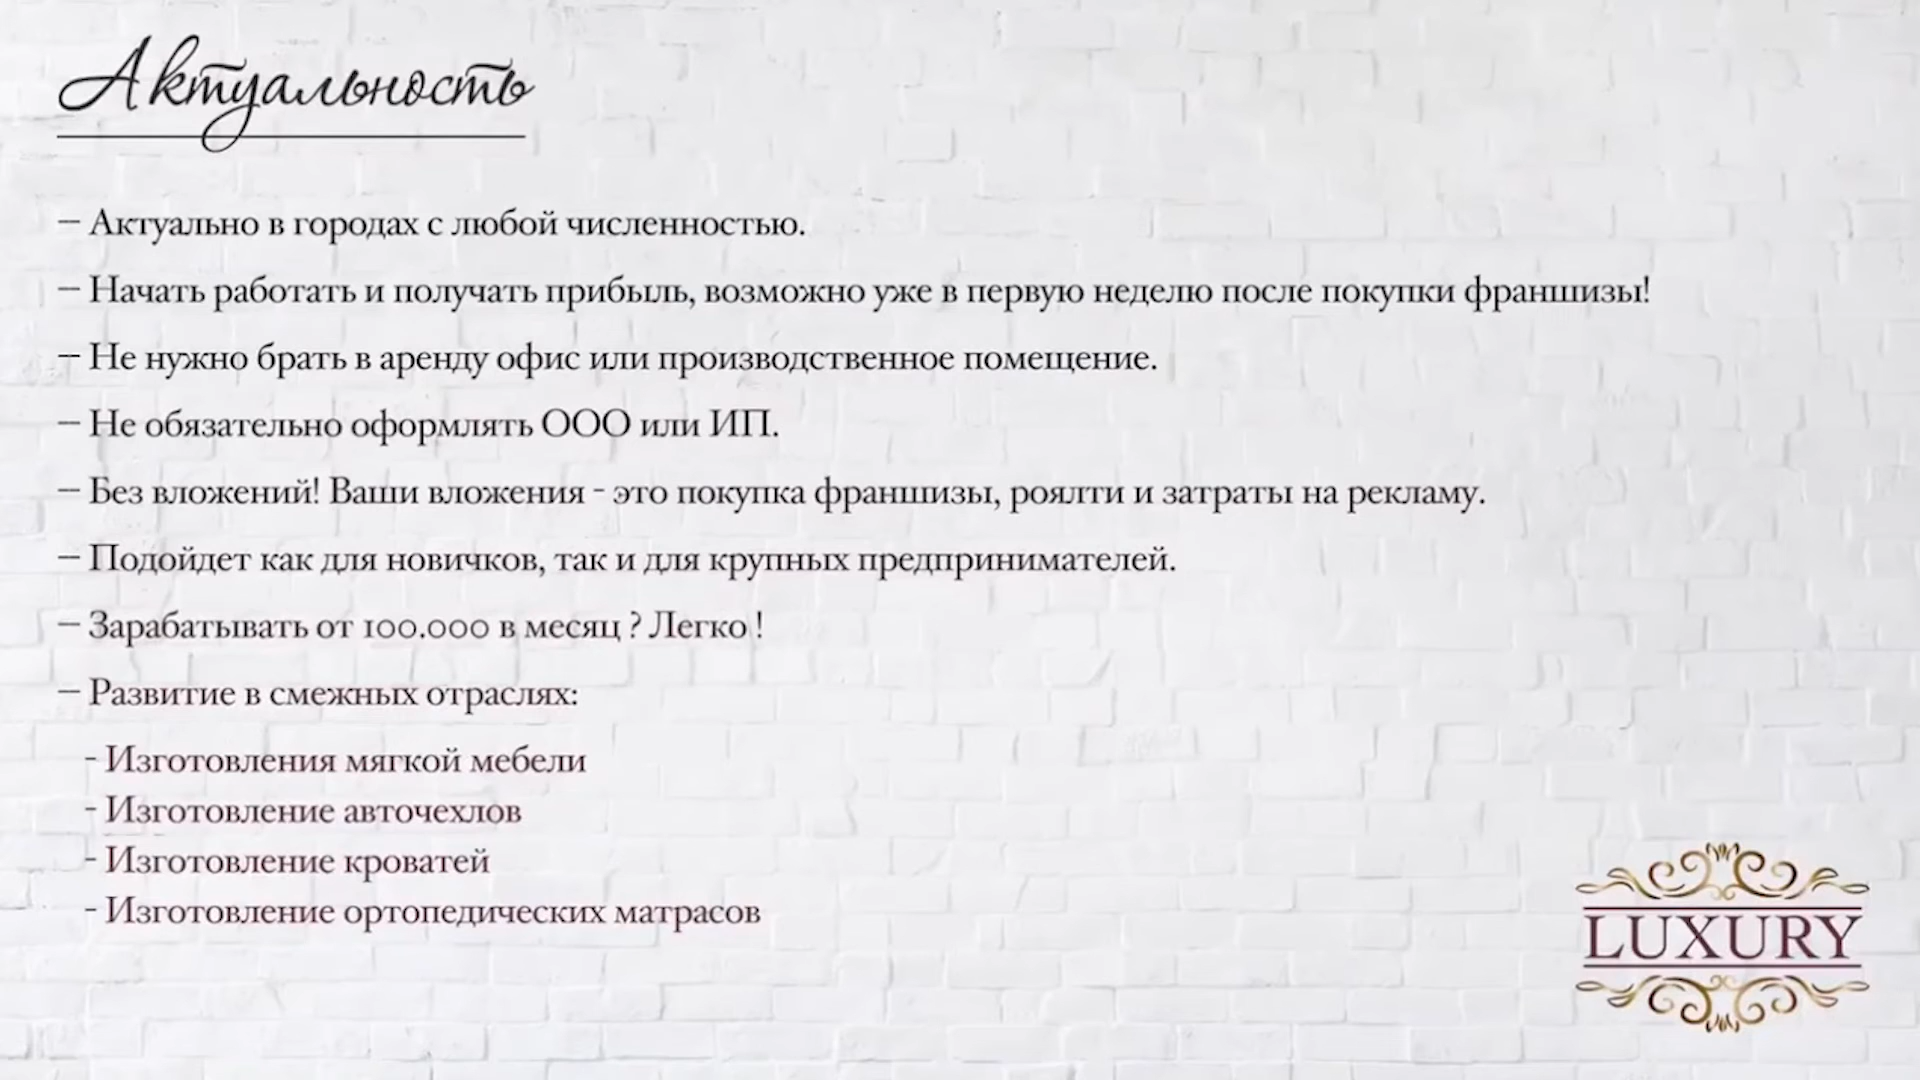 Актуальность
– Актуально в городах с любой численностью.
– Начать работать и получать прибыль, возможно уже в первую неделю после покупки франшизы!
– Не нужно брать в аренду офис или производственное помещение.
– Не обязательно оформлять ООО или ИП.
– Без вложений! Ваши вложения - это покупка франшизы, роялти и затраты на рекламу.
– Подойдет как для новичков, так и для крупных предпринимателей.
– Зарабатывать от 100.000 в месяц ? Легко !
– Развитие в смежных отраслях:
- Изготовления мягкой мебели
- Изготовление авточехлов
- Изготовление кроватей
- Изготовление ортопедических матрасов
LUXURY